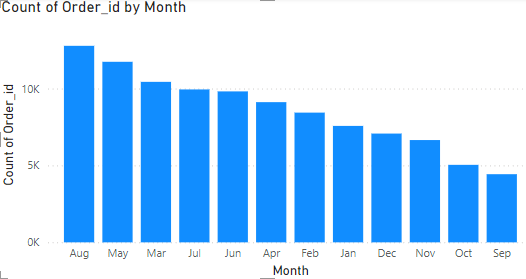 Count of Order_id by Month
Count of Order_id
10K
5K
0K
Aug May Mar Jul Jun Apr Feb Jan Dec Nov Oct Sep
Month